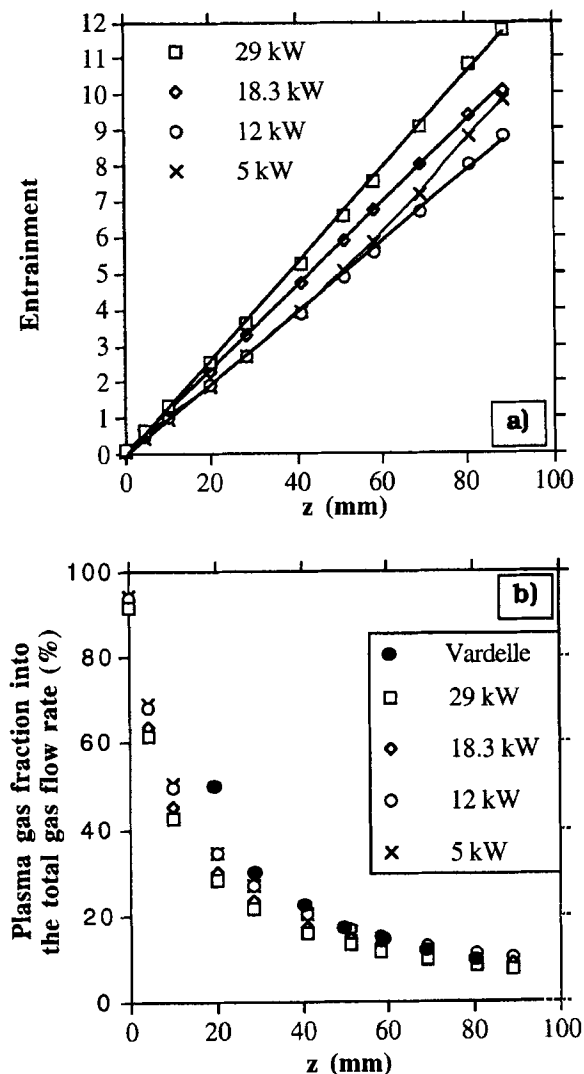 12
11
10
9
8
7
6
5
4
3
2
1
0
Entrainment
29 kW
18.3 kW
12 kW
5 kW
a)
0 20 40 60 80 100
z (mm)
100
80
60
40
20
0
Plasma gas fraction into
the total gas flow rate (%)
b)
Vardelle
29 kW
18.3 kW
12 kW
5 kW
0 20 40 60 80 100
z (mm)